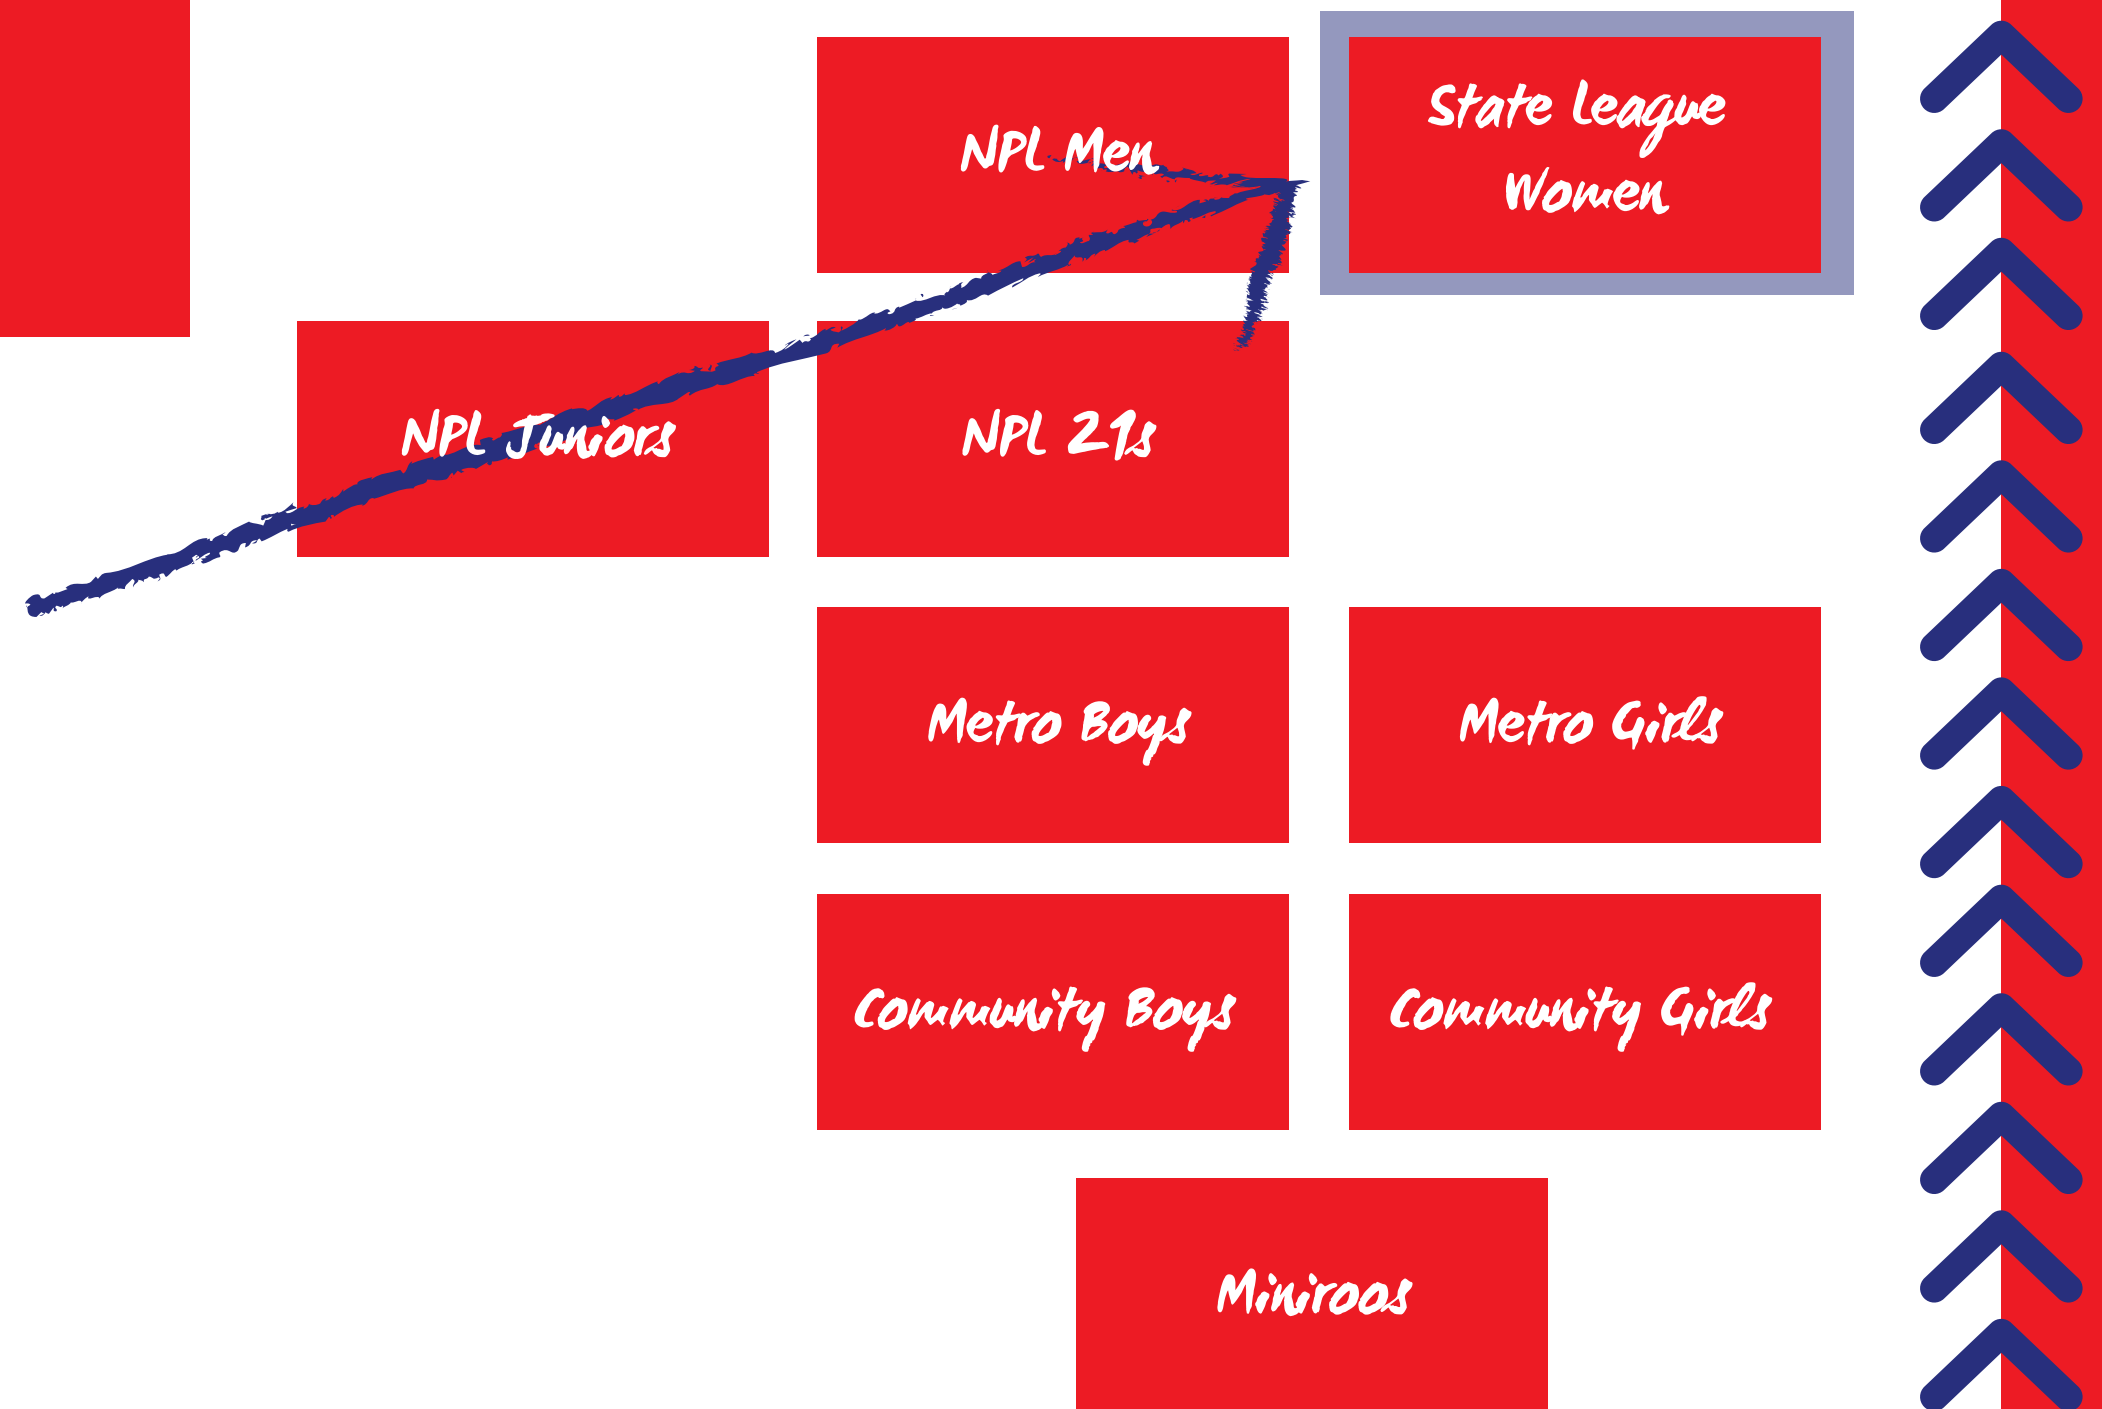 NPL Men
State League
Women
NPL Juniors
NPL 21s
Metro Boys
Metro Girls
Community Boys
Community Girls
Miniroos